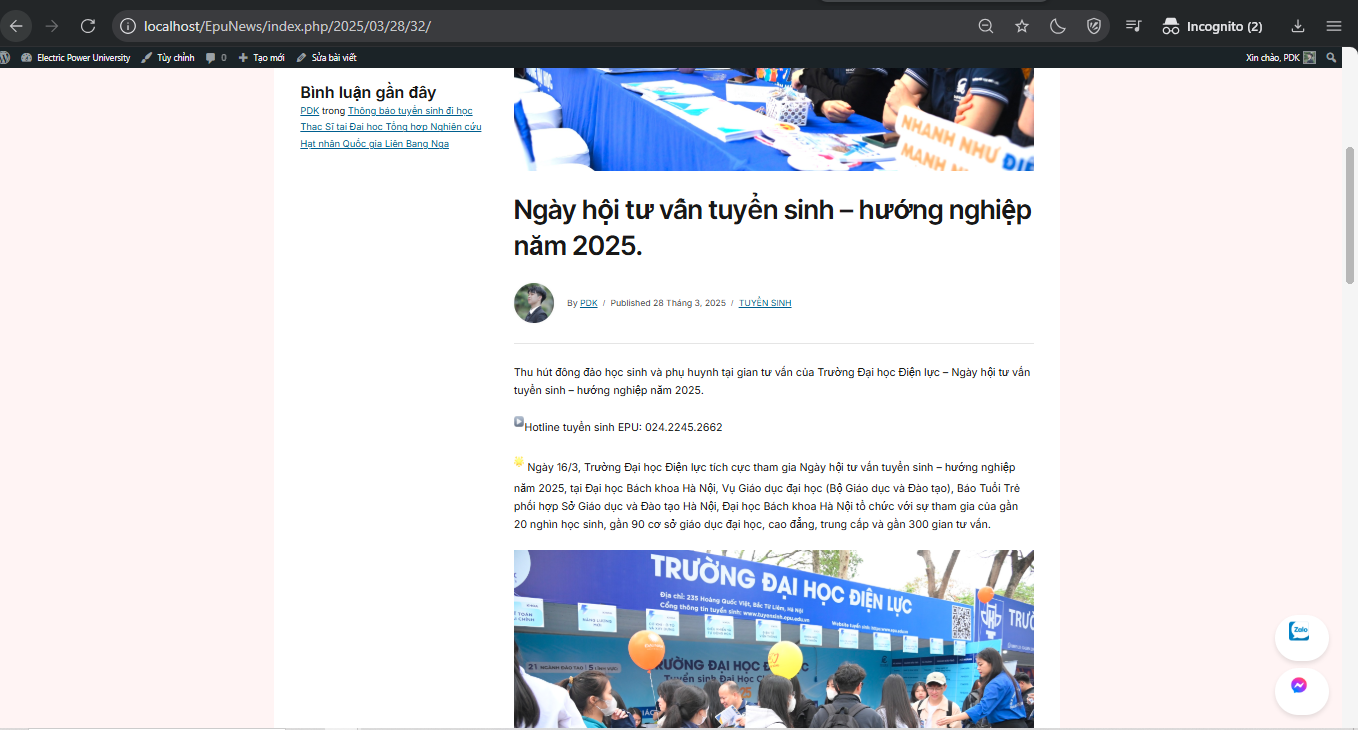 localhost/EpuNews/index.php/2025/03/28/32/
Incognito (2)
Electric Power University
Tùy chỉnh
0
Tạo mới
Sửa bài viết
Xin chào, PDK
Bình luận gần đây
PDK trong Thông báo tuyển sinh đi học
Thạc Sĩ tại Đại học Tổng hợp Nghiên cứu
Hạt nhân Quốc gia Liên Bang Nga
NHANH NHƯ ĐIỆ
MẠNH
Ngày hội tư vấn tuyển sinh – hướng nghiệp
năm 2025.
By PDK / Published 28 Tháng 3, 2025 / TUYỂN SINH
Thu hút đông đảo học sinh và phụ huynh tại gian tư vấn của Trường Đại học Điện lực – Ngày hội tư vấn
tuyển sinh – hướng nghiệp năm 2025.
Hotline tuyển sinh EPU: 024.2245.2662
Ngày 16/3, Trường Đại học Điện lực tích cực tham gia Ngày hội tư vấn tuyển sinh – hướng nghiệp
năm 2025, tại Đại học Bách khoa Hà Nội, Vụ Giáo dục đại học (Bộ Giáo dục và Đào tạo), Báo Tuổi Trẻ
phối hợp Sở Giáo dục và Đào tạo Hà Nội, Đại học Bách khoa Hà Nội tổ chức với sự tham gia của gần
20 nghìn học sinh, gần 90 cơ sở giáo dục đại học, cao đẳng, trung cấp và gần 300 gian tư vấn.
TRƯỜNG ĐẠI HỌC ĐIỆN LỰC
Địa chỉ: 235 Hoàng Quốc Việt, Bắc Từ Liêm, Hà Nội
Cổng thông tin tuyển sinh: www.tuyensinh.epu.edu.vn
TRƯỜ
21 NGÀNH ĐÀO TẠO
RƯỜNG ĐẠI HỌC Đ
Tuyển sinh Đại Học
Zalo